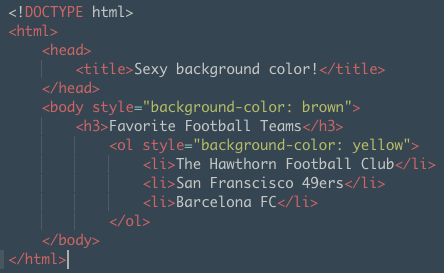 <!DOCTYPE html>
<html>
<head>
<title>Sexy background color!</title>
</head>
<body style="background-color: brown">
<h3>Favorite Football Teams</h3>
<ol style="background-color: yellow">
<li>The Hawthorn Football Club</li>
<li>San Franscisco 49ers</li>
<li>Barcelona FC</li>
</ol>
</body>
</html>